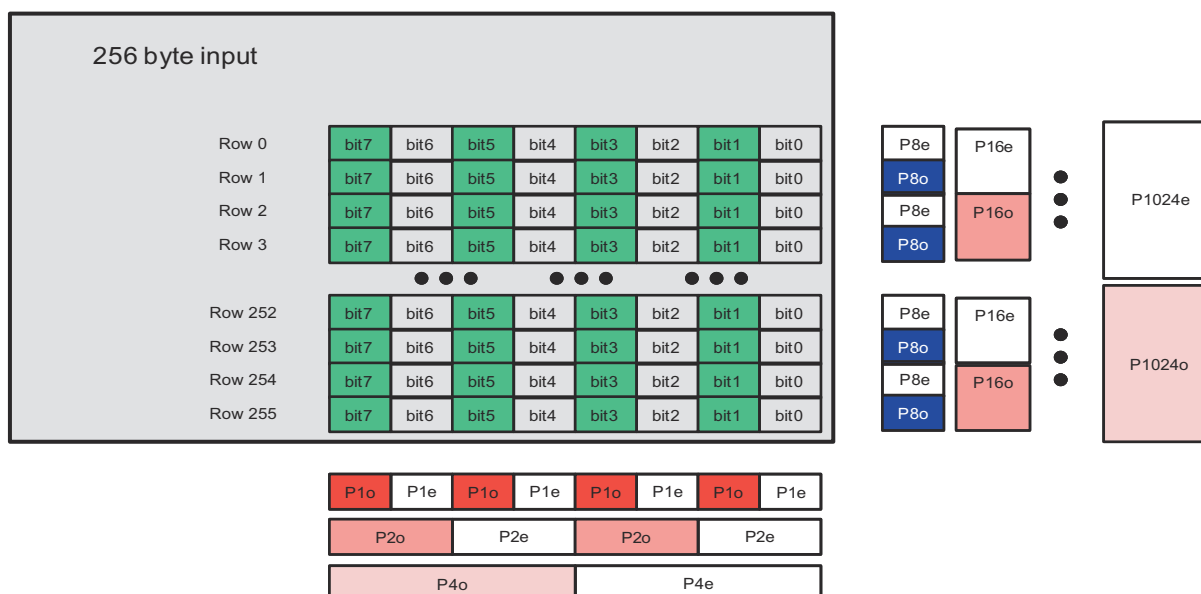 256 byte input
Row 0 bit7 bit6 bit5 bit4 bit3 bit2 bit1 bit0 P8e P16e P1024e
Row 1 bit7 bit6 bit5 bit4 bit3 bit2 bit1 bit0 P8o
Row 2 bit7 bit6 bit5 bit4 bit3 bit2 bit1 bit0 P8e P16o
Row 3 bit7 bit6 bit5 bit4 bit3 bit2 bit1 bit0 P8o
Row 252 bit7 bit6 bit5 bit4 bit3 bit2 bit1 bit0 P8e P16e P1024o
Row 253 bit7 bit6 bit5 bit4 bit3 bit2 bit1 bit0 P8o
Row 254 bit7 bit6 bit5 bit4 bit3 bit2 bit1 bit0 P8e P16o
Row 255 bit7 bit6 bit5 bit4 bit3 bit2 bit1 bit0 P8o
P1o P1e P1o P1e P1o P1e P1o P1e
P2o P2e P2o P2e
P4o P4e